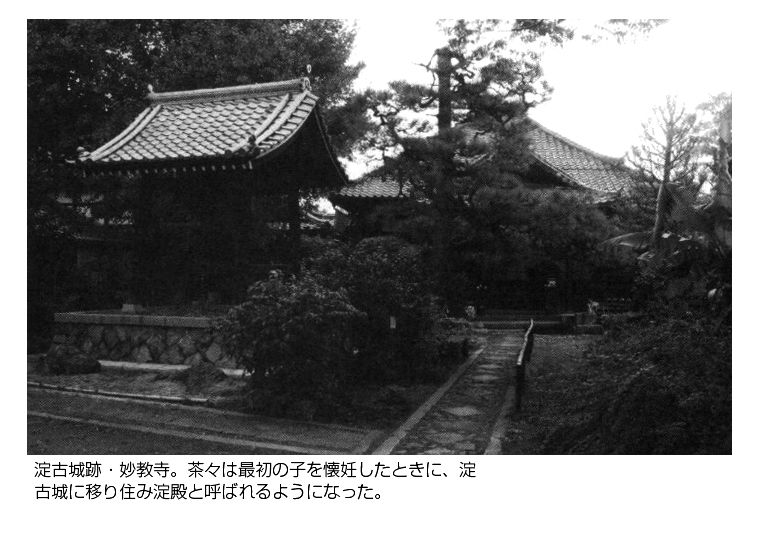 淀古城跡・妙教寺。茶々は最初の子を懐妊したときに、淀
古城に移り住み淀殿と呼ばれるようになった。